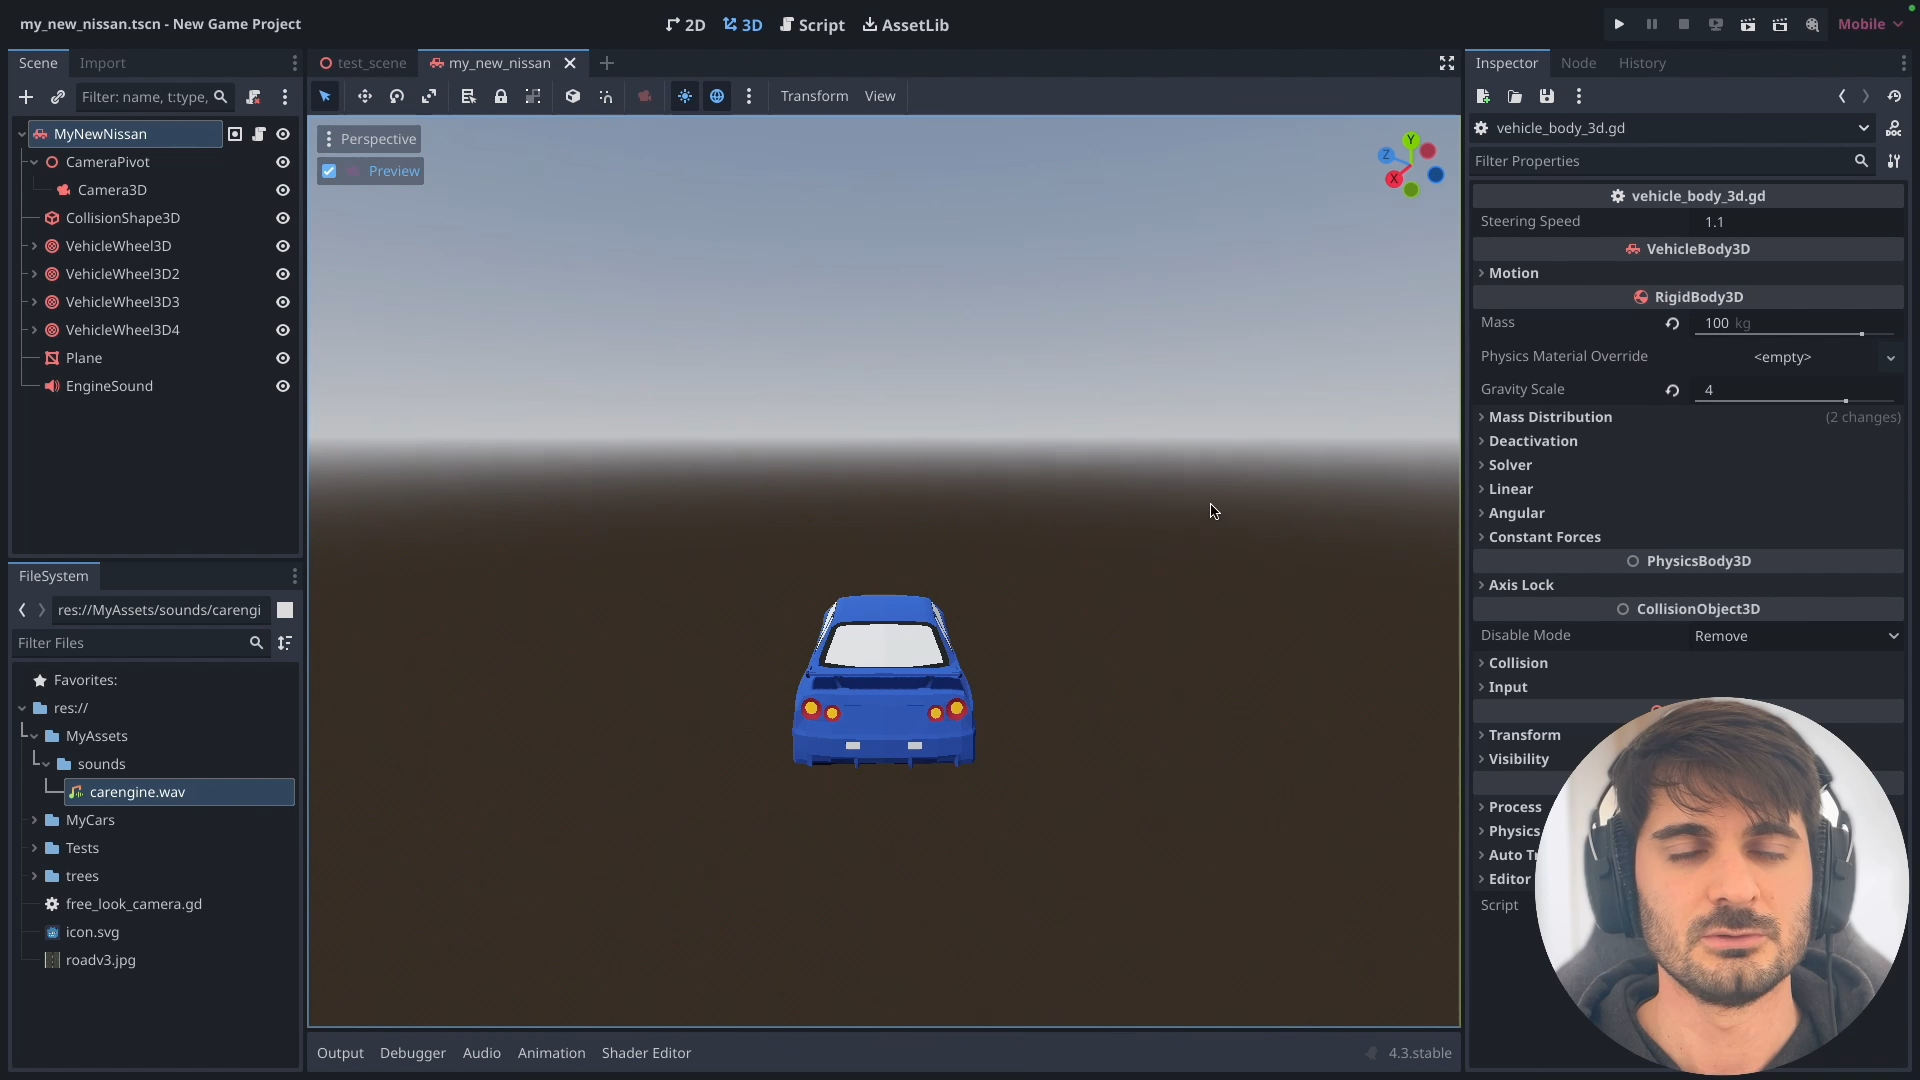 my_new_nissan.tscn - New Game Project
2D
3D
Script
AssetLib
Mobile
Scene
Import
Filter: name, t:type,
MyNewNissan
CameraPivot
Camera3D
CollisionShape3D
VehicleWheel3D
VehicleWheel3D2
VehicleWheel3D3
VehicleWheel3D4
Plane
EngineSound
FileSystem
res://MyAssets/sounds/carengi
Filter Files
Favorites:
res://
MyAssets
sounds
carengine.wav
MyCars
Tests
trees
free_look_camera.gd
icon.svg
roadv3.jpg
test_scene
my_new_nissan
Transform
View
Perspective
Preview
Y
Z
X
Output
Debugger
Audio
Animation
Shader Editor
4.3.stable
Inspector
Node
History
vehicle_body_3d.gd
Filter Properties
vehicle_body_3d.gd
Steering Speed
1.1
VehicleBody3D
Motion
RigidBody3D
Mass
100 kg
Physics Material Override
<empty>
Gravity Scale
4
Mass Distribution
(2 changes)
Deactivation
Solver
Linear
Angular
Constant Forces
PhysicsBody3D
Axis Lock
CollisionObject3D
Disable Mode
Remove
Collision
Input
Transform
Visibility
Process
Physics
Auto Tr
Editor
Script